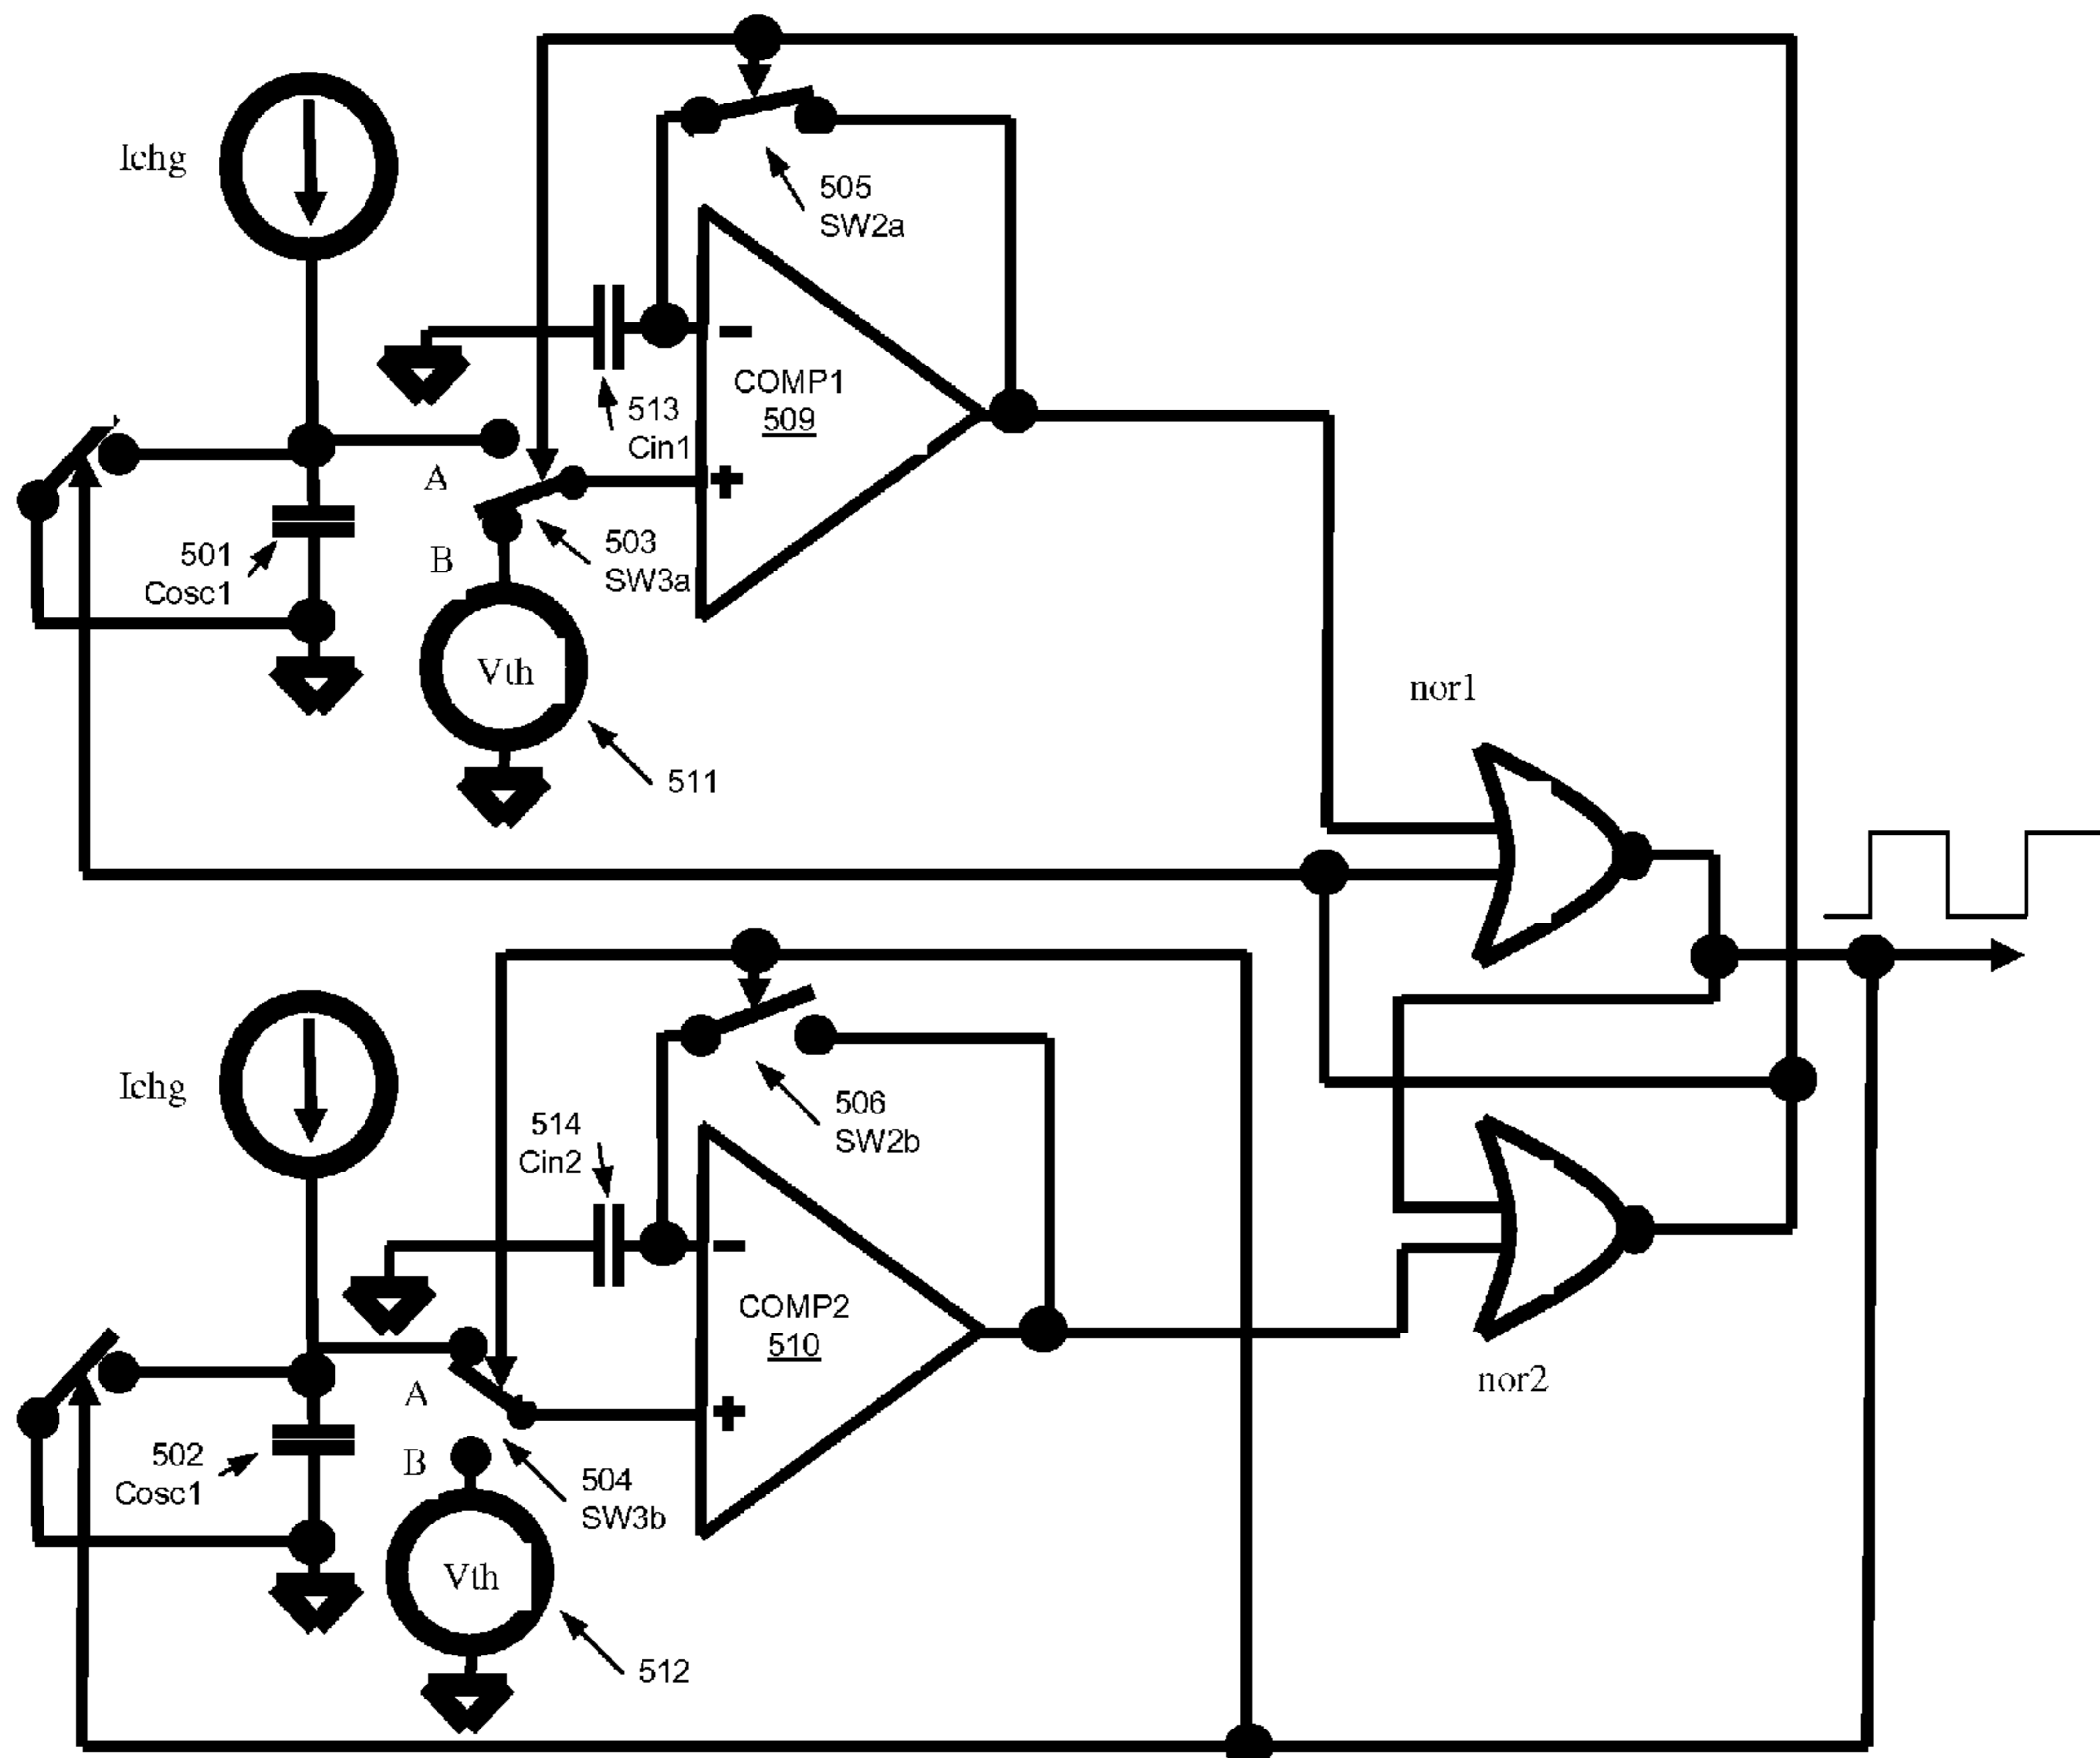 Ichg
505
SW2a
COMP1
509
513
Cin1
A
+
503
SW3a
B
501
Cosc1
Vth
511
nor1
Ichg
506
SW2b
514
Cin2
COMP2
510
A
+
nor2
B
502
Cosc1
504
SW3b
Vth
512